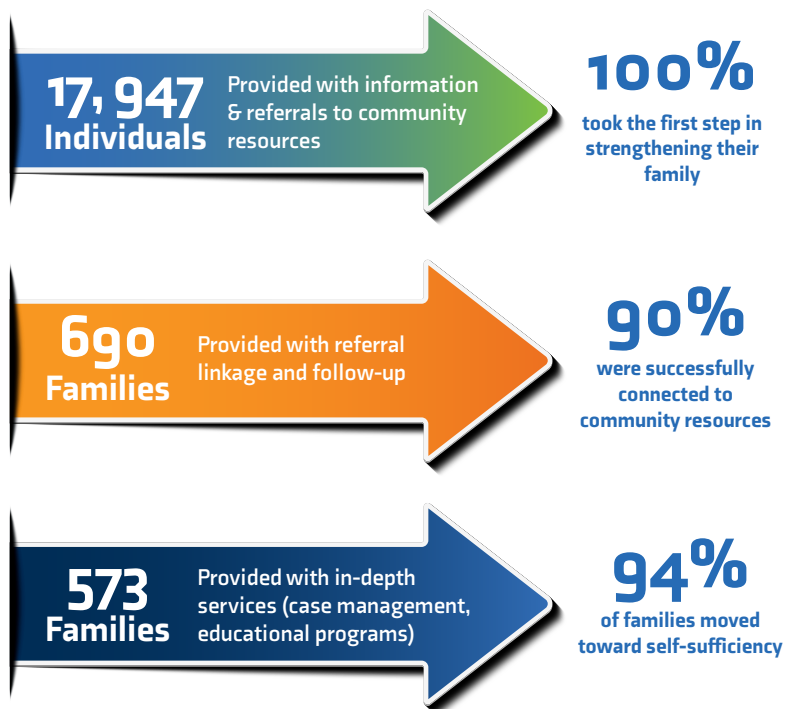 17, 947
Individuals
Provided with information
& referrals to community
resources
100%
took the first step in
strengthening their
family
690
Families
Provided with referral
linkage and follow-up
90%
were successfully
connected to
community resources
573
Families
Provided with in-depth
services (case management,
educational programs)
94%
of families moved
toward self-sufficiency